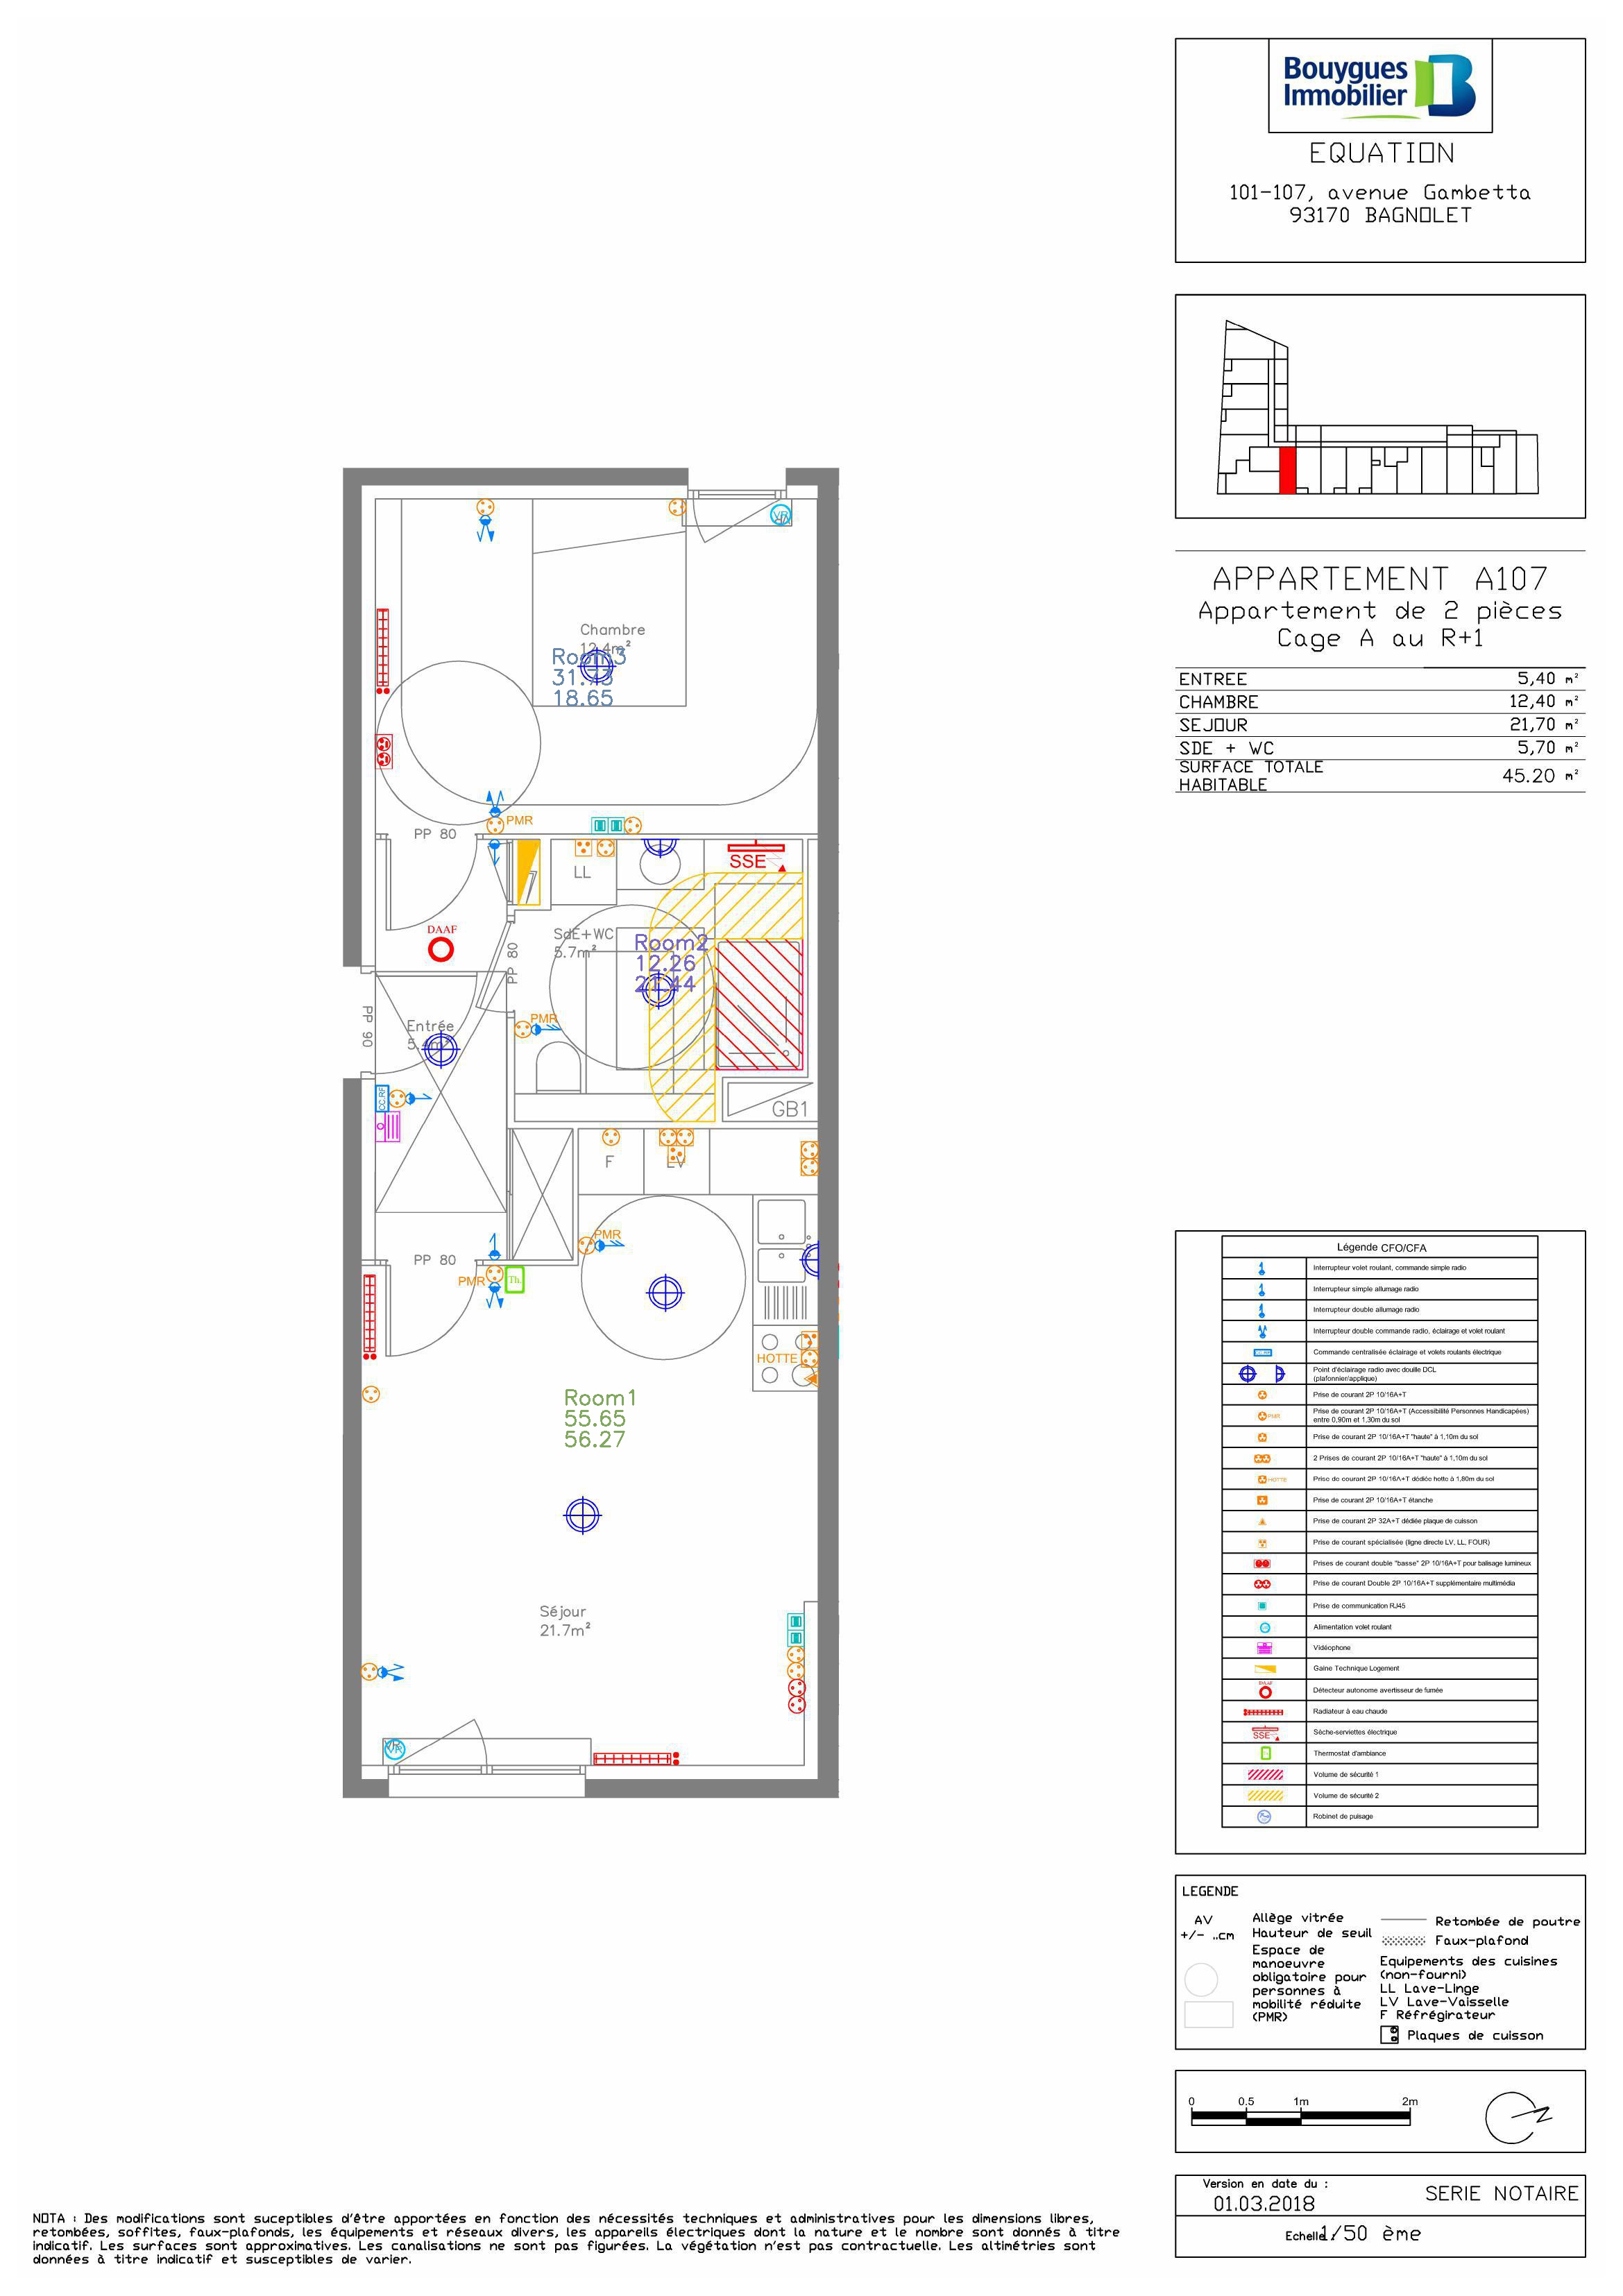 Bouygues
Immobilier
EQUATION
101-107, avenue Gambetta
93170 BAGNOLET
APPARTEMENT A107
Appartement de 2 pièces
Cage A au R+1
ENTREE 5,40 m²
CHAMBRE 12,40 m²
SEJOUR 21,70 m²
SDE + WC 5,70 m²
SURFACE TOTALE
HABITABLE 45.20 m²
Chambre
12.4m²
Room3
31.73
18.65
PMR
PP 80
LL
SSE
DAAF
SdE+WC
5.7m²
PP 80
Room2
12.26
21.44
PMR
PP 90
Entrée
CC.RF
GB1
F
LV
PMR
PP 80
PMR
Th.
HOTTE
Room1
55.65
56.27
Séjour
21.7m²
Légende CFO/CFA
Interrupteur volet roulant, commande simple radio
Interrupteur simple allumage radio
Interrupteur double allumage radio
Interrupteur double commande radio, éclairage et volet roulant
Commande centralisée éclairage et volets roulants électrique
Point d'éclairage radio avec douille DCL
(plafonnier/applique)
Prise de courant 2P 10/16A+T
PMR Prise de courant 2P 10/16A+T (Accessibilité Personnes Handicapées)
entre 0,90m et 1,30m du sol
Prise de courant 2P 10/16A+T "haute" à 1,10m du sol
2 Prises de courant 2P 10/16A+T "haute" à 1,10m du sol
HOTTE Prise de courant 2P 10/16A+T dédiée hotte à 1,80m du sol
Prise de courant 2P 10/16A+T étanche
Prise de courant 2P 32A+T dédiée plaque de cuisson
Prise de courant spécialisée (ligne directe LV, LL, FOUR)
Prises de courant double "basse" 2P 10/16A+T pour balisage lumineux
Prise de courant Double 2P 10/16A+T supplémentaire multimédia
Prise de communication RJ45
Alimentation volet roulant
Vidéophone
Gaine Technique Logement
DAAF Détecteur autonome avertisseur de fumée
Radiateur à eau chaude
SSE Sèche-serviettes électrique
Thermostat d'ambiance
Volume de sécurité 1
Volume de sécurité 2
Robinet de puisage
LEGENDE
AV Allège vitrée
+/- ..cm Hauteur de seuil
Espace de
manoeuvre
obligatoire pour
personnes à
mobilité réduite
(PMR)
Retombée de poutre
Faux-plafond
Equipements des cuisines
(non-fourni)
LL Lave-Linge
LV Lave-Vaisselle
F Réfrégirateur
Plaques de cuisson
0 0.5 1m 2m
N
Version en date du :
01.03.2018
SERIE NOTAIRE
Echelle: 1/50 ème
NOTA : Des modifications sont suceptibles d'être apportées en fonction des nécessités techniques et administratives pour les dimensions libres,
retombées, soffites, faux-plafonds, les équipements et réseaux divers, les appareils électriques dont la nature et le nombre sont donnés à titre
indicatif. Les surfaces sont approximatives. Les canalisations ne sont pas figurées. La végétation n'est pas contractuelle. Les altimétries sont
données à titre indicatif et susceptibles de varier.